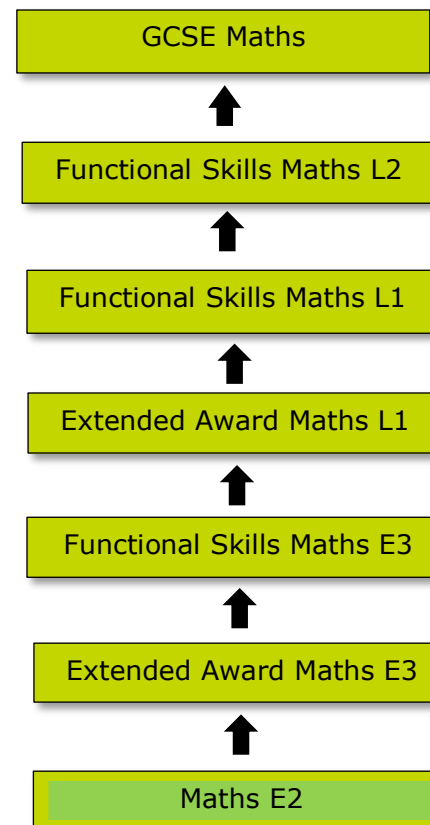 GCSE Maths
Functional Skills Maths L2
Functional Skills Maths L1
Extended Award Maths L1
Functional Skills Maths E3
Extended Award Maths E3
Maths E2